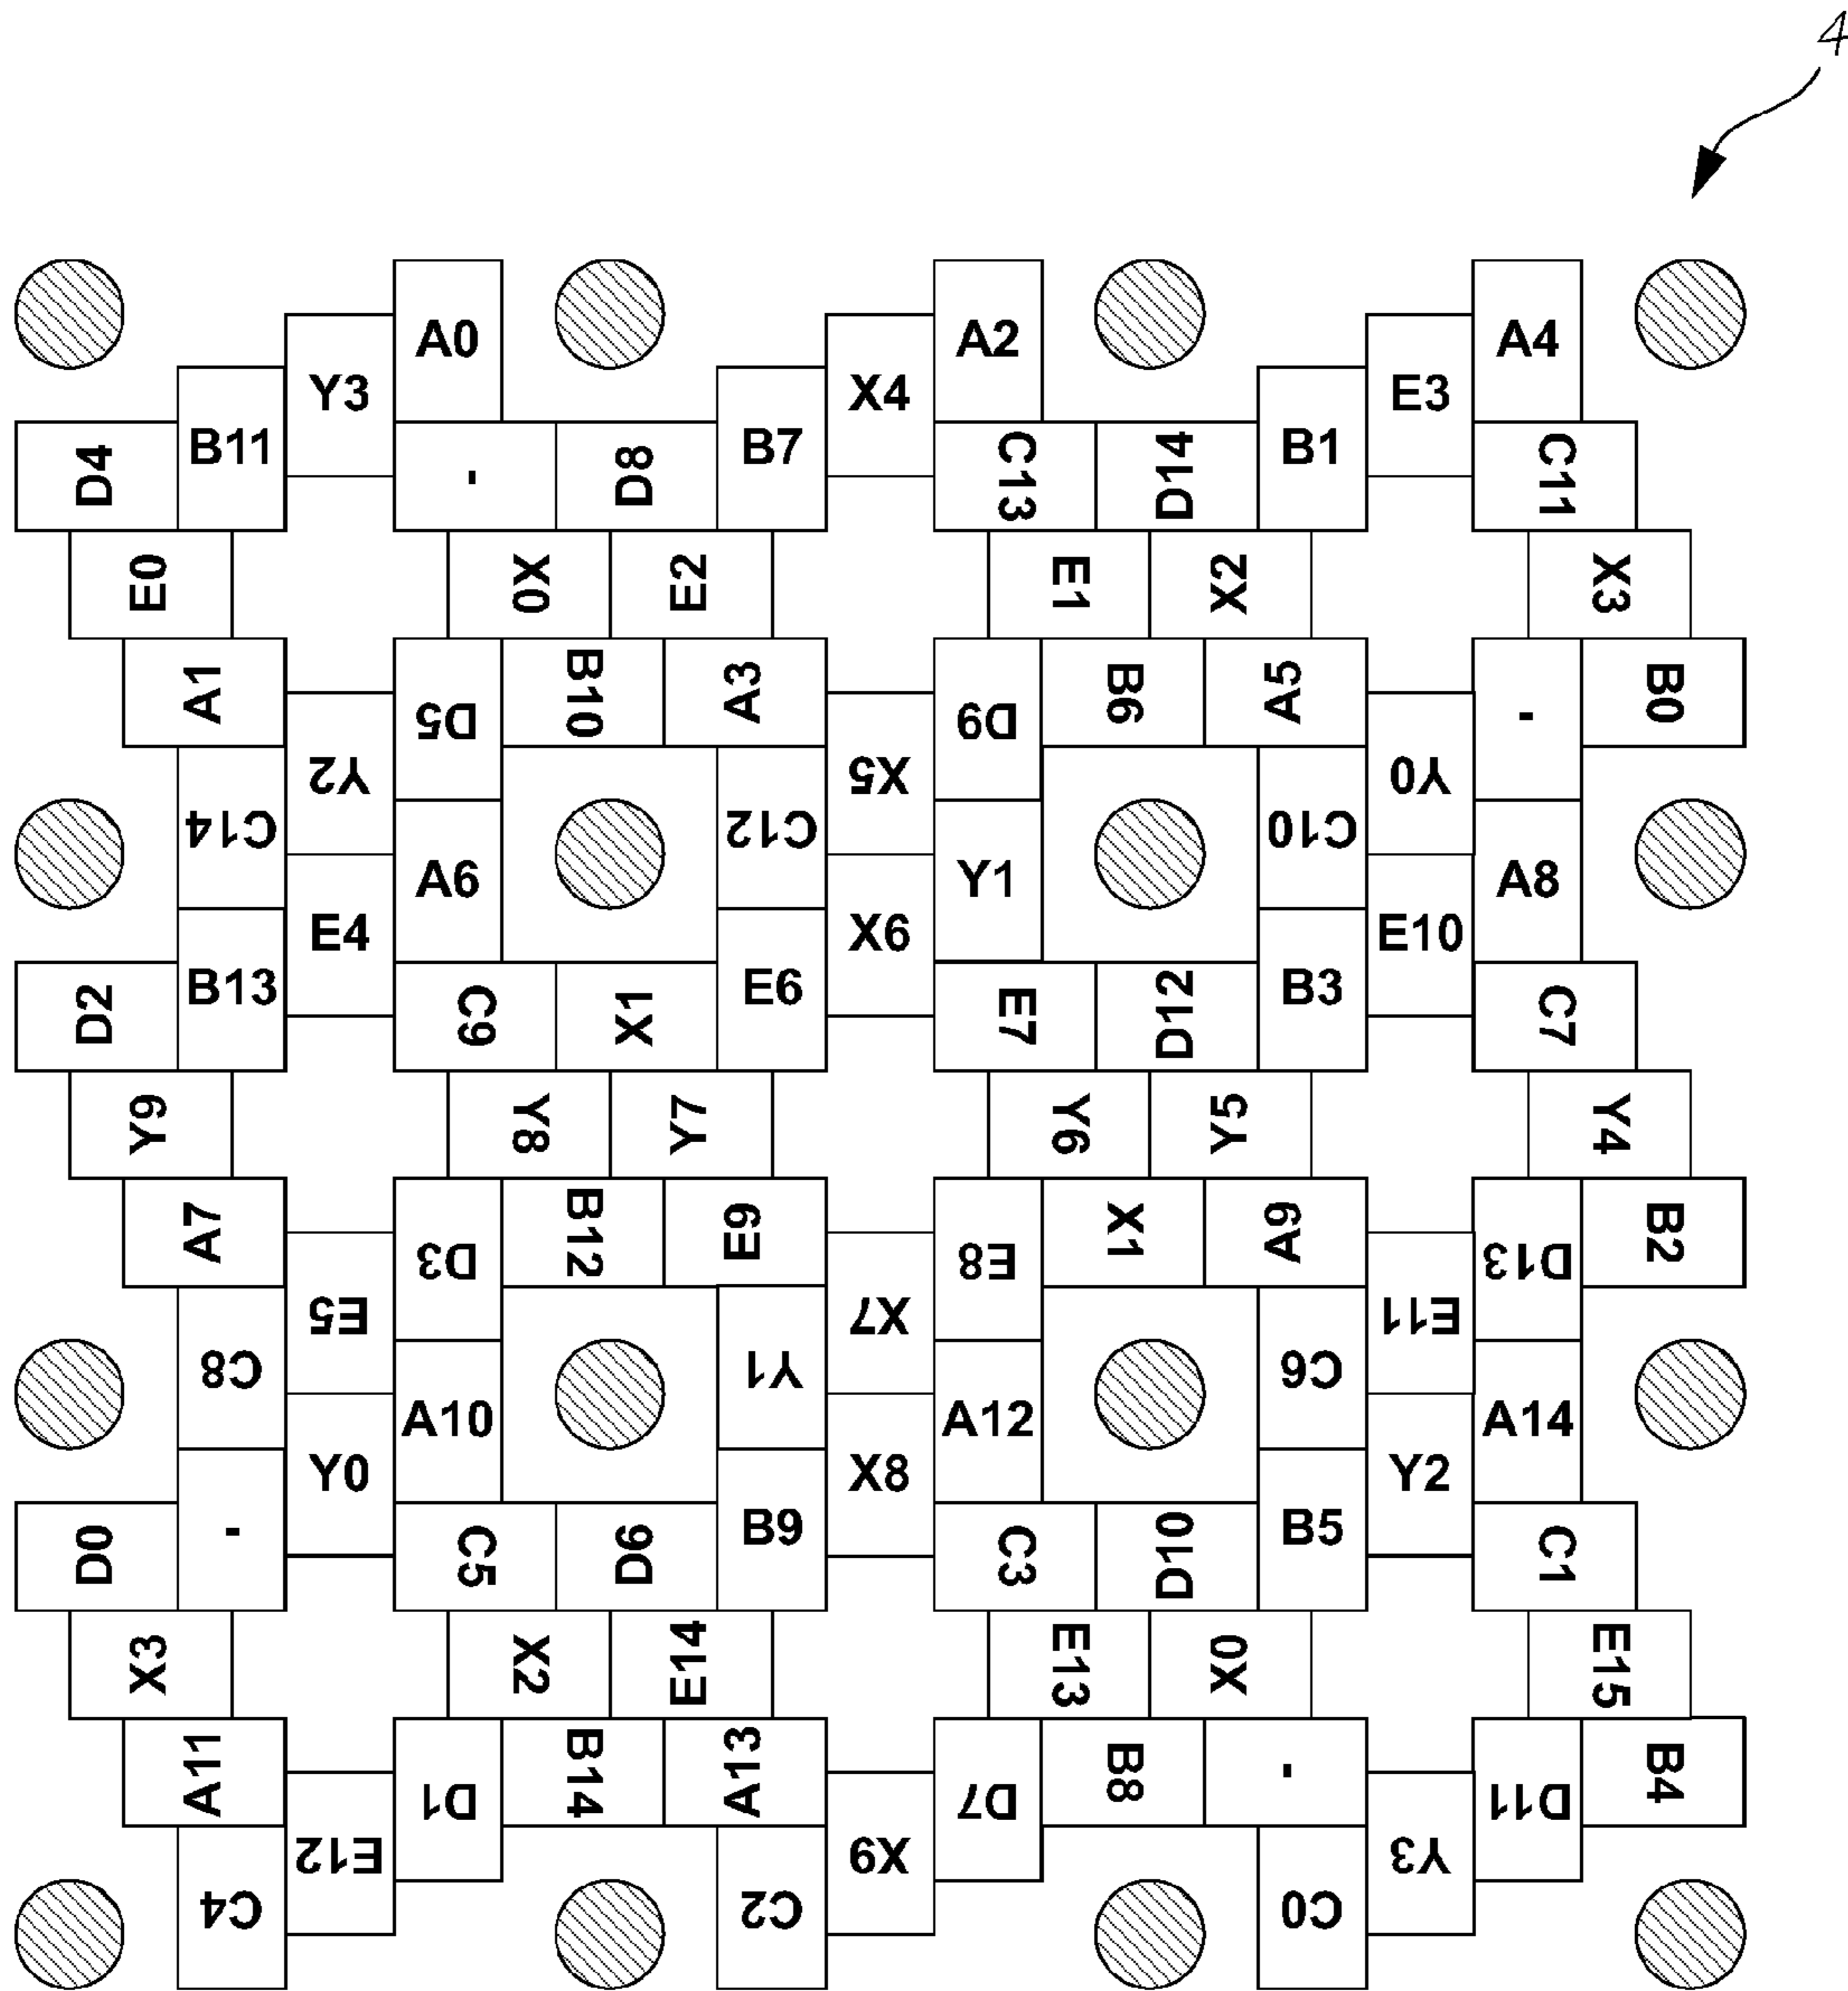 4
A0 A2 A4
Y3 X4 E3
B11 B7 B1
D4 - D8 C13 D14 C11
E0 X0 E2 E1 X2 X3
A1 B10 A3 B6 A5 B0
D5 D9 -
Y2 X5 Y0
C14 C12 C10
A6 Y1 A8
E4 X6 E10
B13 E6 B3
D2 C9 X1 E7 D12 C7
Y9 Y8 Y7 Y6 Y5 Y4
A7 B12 E9 X1 A9 B2
D3 E8 D13
E5 X7 E11
C8 Y1 C6
A10 A12 A14
Y0 X8 Y2
- B9 B5
D0 C5 D6 C3 D10 C1
X3 X2 E14 E13 X0 E15
A11 B14 A13 B8 - B4
D1 D7 D11
E12 X9 Y3
C4 C2 C0